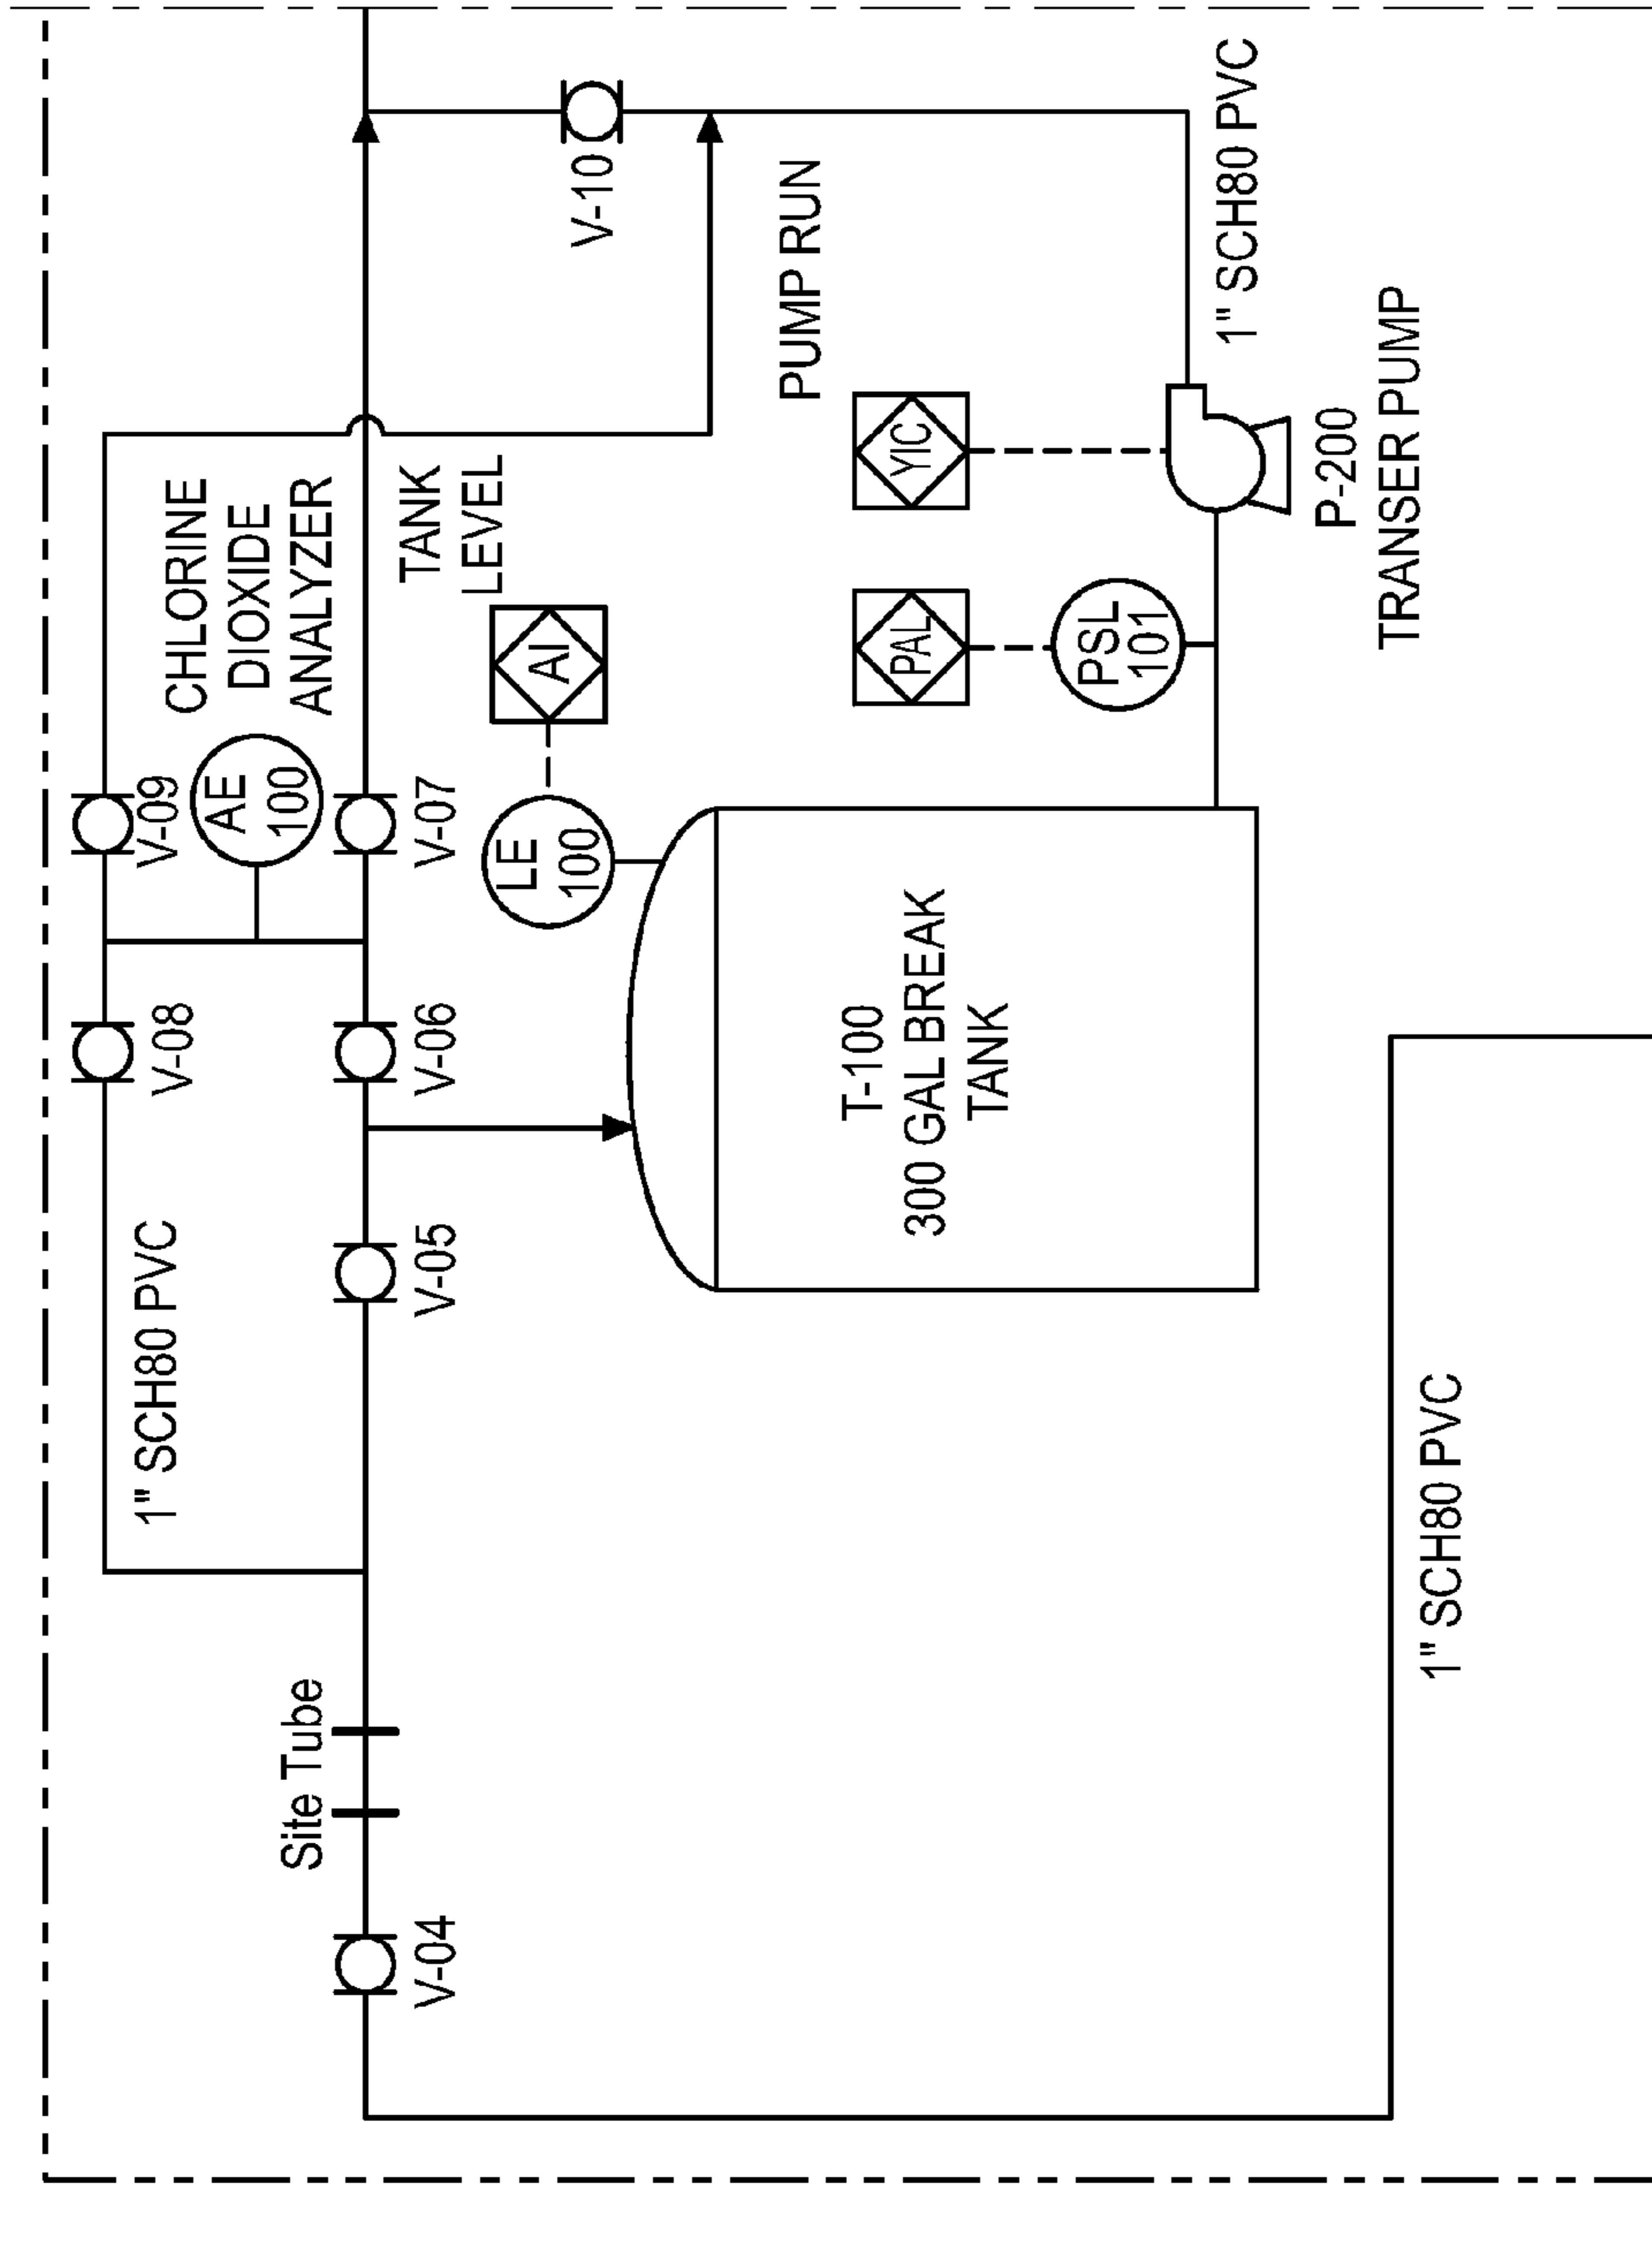 1" SCH80 PVC
V-08
V-09
CHLORINE
DIOXIDE
ANALYZER
AE
100
Site Tube
V-04
V-05
V-06
V-07
TANK
LEVEL
LE
100
AI
V-10
T-100
300 GAL BREAK
TANK
PUMP RUN
PAL
YIC
PSL
101
1" SCH80 PVC
P-200
TRANSER PUMP
1" SCH80 PVC